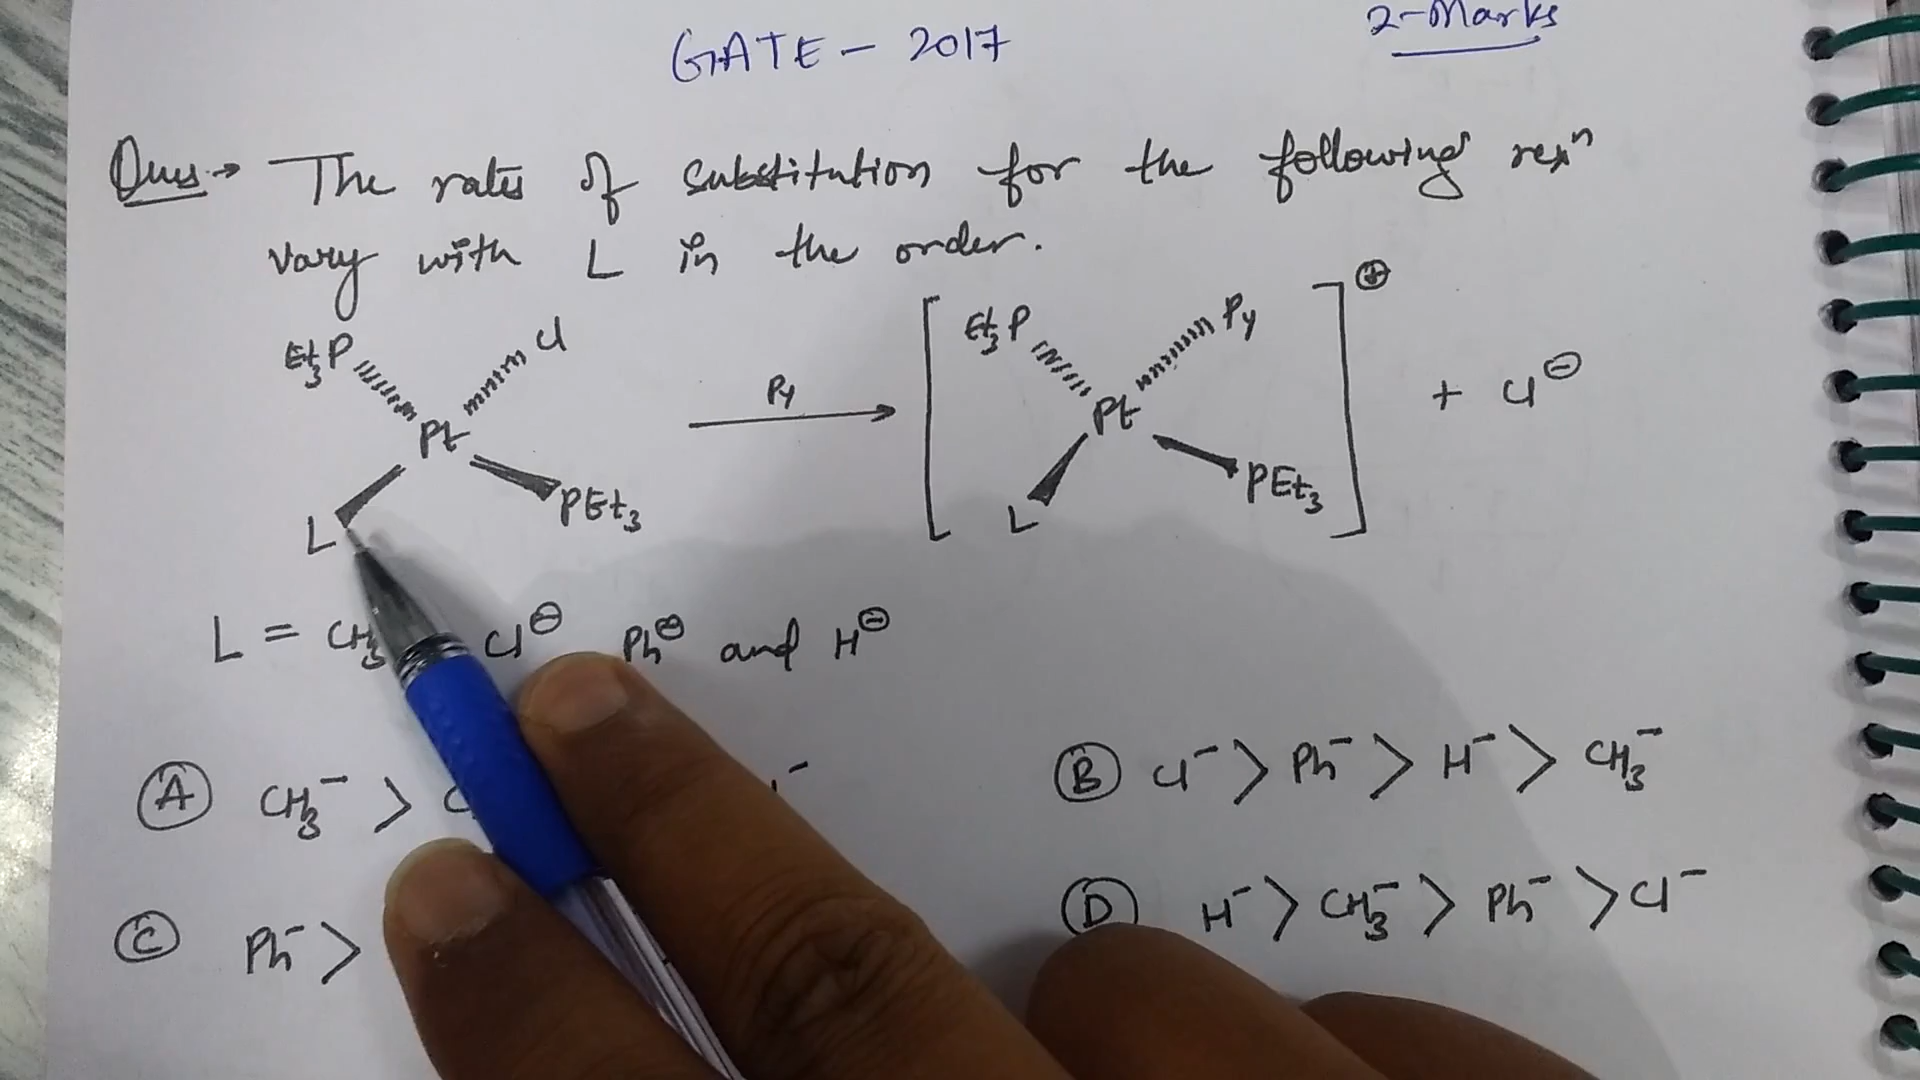 GATE - 2017
2-Marks
Ques → The rates of substitution for the following rexⁿ
vary with L in the order.
Et₃P Cl Pt L PEt₃
Py →
[ Et₃P Py Pt L PEt₃ ] ⊕ + Cl⊖
L = CH₃ Cl⊖ Ph⊖ and H⊖
(A) CH₃⁻ >
(B) Cl⁻ > Ph⁻ > H⁻ > CH₃⁻
(C) Ph⁻ >
(D) H⁻ > CH₃⁻ > Ph⁻ > Cl⁻